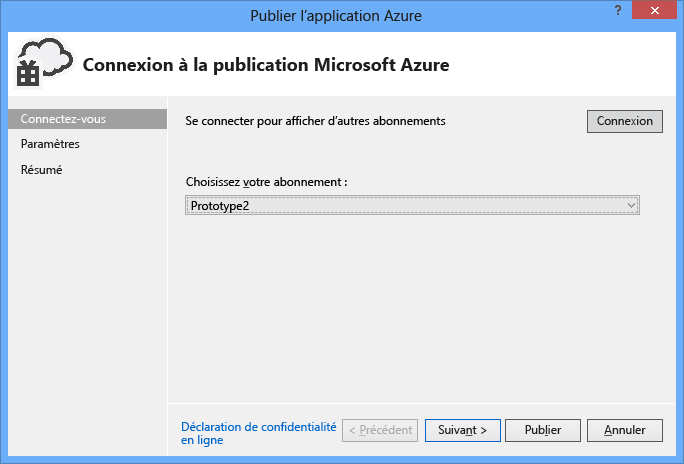 Publier l'application Azure
?
Connexion à la publication Microsoft Azure
Connectez-vous
Paramètres
Résumé
Se connecter pour afficher d'autres abonnements
Connexion
Choisissez votre abonnement :
Prototype2
Déclaration de confidentialité
en ligne
< Précédent
Suivant >
Publier
Annuler